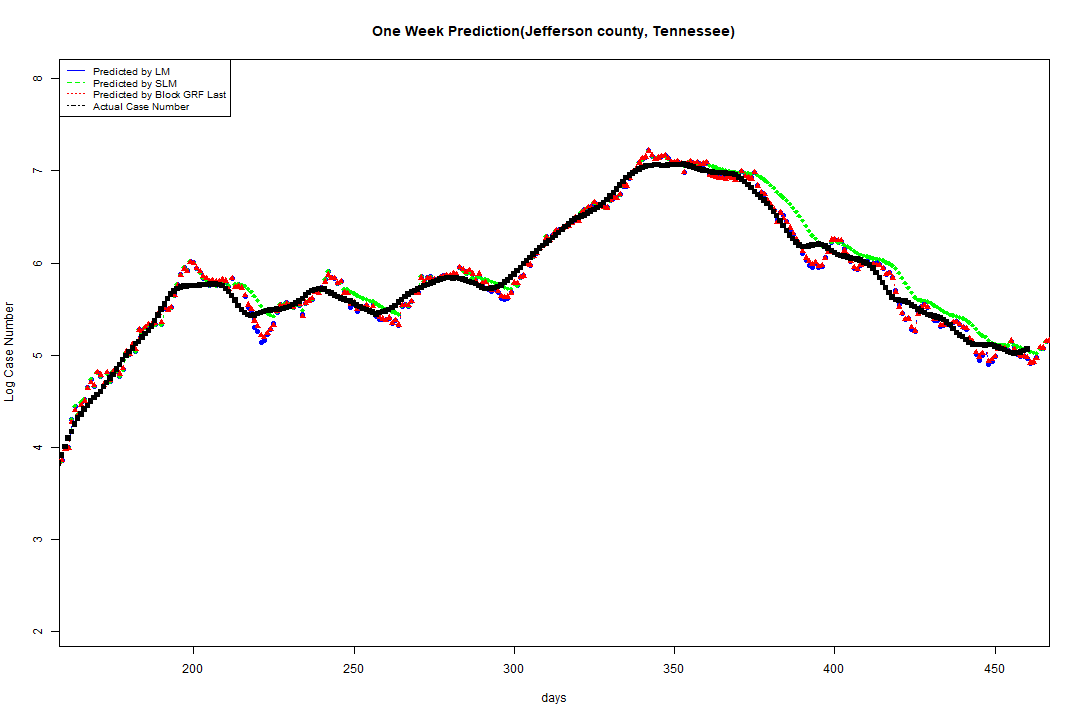 One Week Prediction(Jefferson county, Tennessee)
Predicted by LM
Predicted by SLM
Predicted by Block GRF Last
Actual Case Number
8
7
6
5
4
3
2
Log Case Number
200 250 300 350 400 450
days